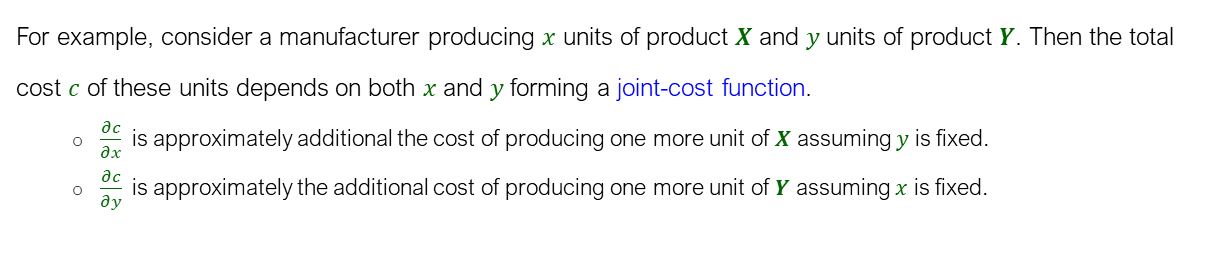 For example, consider a manufacturer producing x units of product X and y units of product Y. Then the total
cost c of these units depends on both x and y forming a joint-cost function.
○ ∂c/∂x is approximately additional the cost of producing one more unit of X assuming y is fixed.
○ ∂c/∂y is approximately the additional cost of producing one more unit of Y assuming x is fixed.